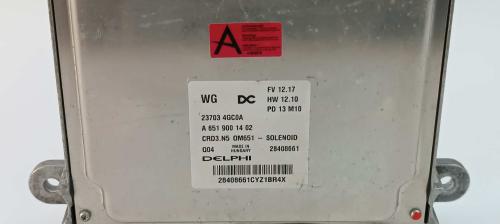 A
WG DC FV 12.17
HW 12.10
PD 13 M10
23703 4GC0A
A 651 900 14 02
CRD3.N5 OM651 - SOLENOID
Q04 MADE IN HUNGARY 28408661
DELPHI
28408661CYZ1BR4X